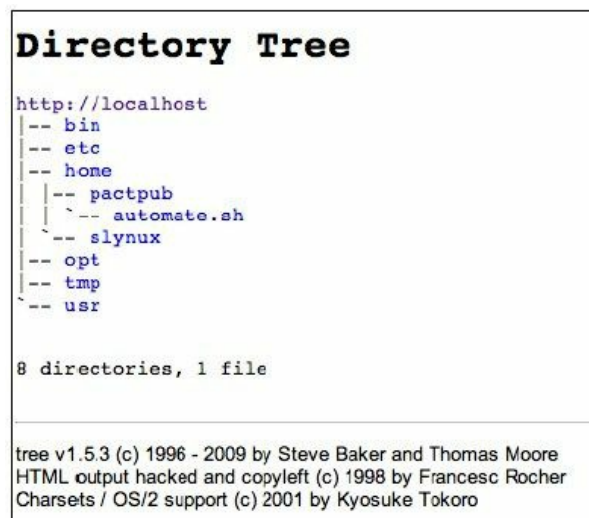 Directory Tree
http://localhost
|-- bin
|-- etc
|-- home
|  |-- pactpub
|  |  `-- automate.sh
|  `-- slynux
|-- opt
|-- tmp
`-- usr
8 directories, 1 file
tree v1.5.3 (c) 1996 - 2009 by Steve Baker and Thomas Moore
HTML output hacked and copyleft (c) 1998 by Francesc Rocher
Charsets / OS/2 support (c) 2001 by Kyosuke Tokoro